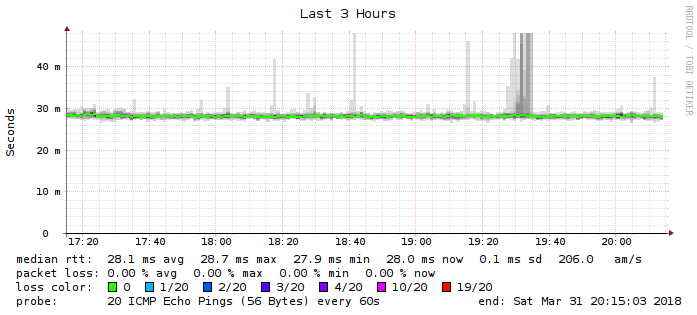 Last 3 Hours
RRDTOOL / TOBI OETIKER
Seconds
40 m
30 m
20 m
10 m
0
17:20 17:40 18:00 18:20 18:40 19:00 19:20 19:40 20:00
median rtt: 28.1 ms avg 28.7 ms max 27.9 ms min 28.0 ms now 0.1 ms sd 206.0 am/s
packet loss: 0.00 % avg 0.00 % max 0.00 % min 0.00 % now
loss color: 0 1/20 2/20 3/20 4/20 10/20 19/20
probe: 20 ICMP Echo Pings (56 Bytes) every 60s end: Sat Mar 31 20:15:03 2018